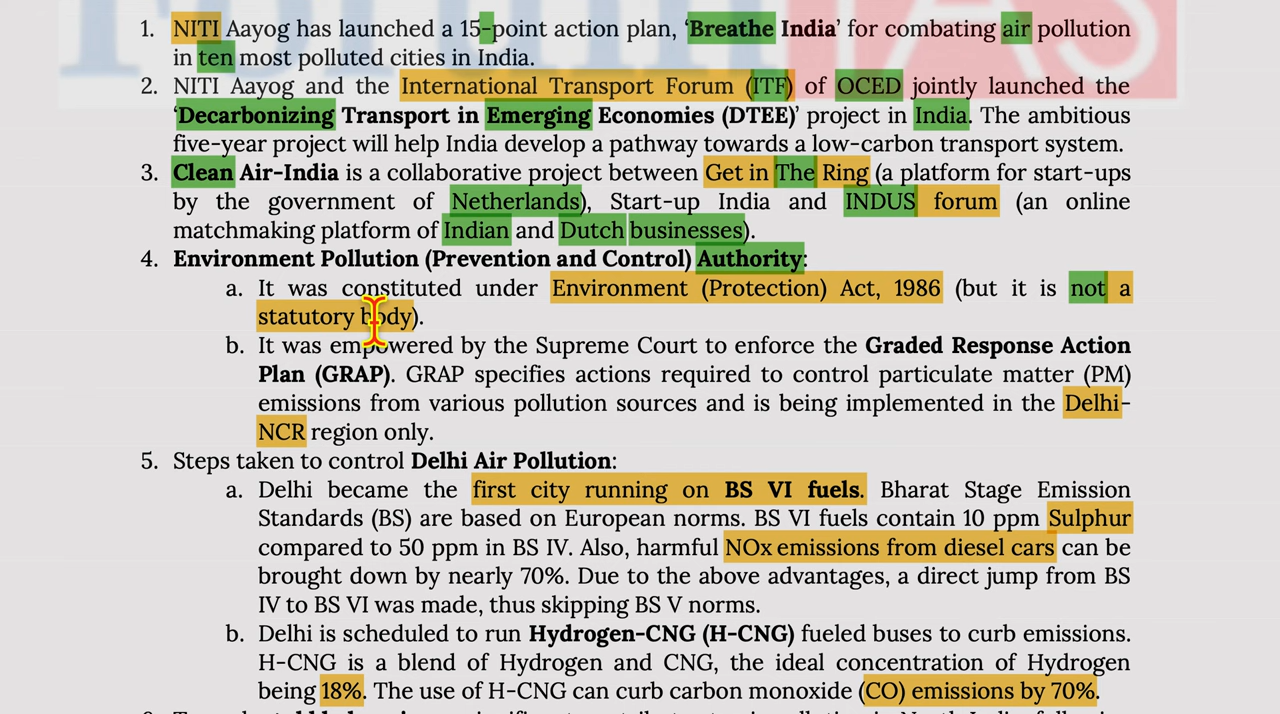 1. NITI Aayog has launched a 15-point action plan, ‘Breathe India’ for combating air pollution
in ten most polluted cities in India.
2. NITI Aayog and the International Transport Forum (ITF) of OCED jointly launched the
‘Decarbonizing Transport in Emerging Economies (DTEE)’ project in India. The ambitious
five-year project will help India develop a pathway towards a low-carbon transport system.
3. Clean Air-India is a collaborative project between Get in The Ring (a platform for start-ups
by the government of Netherlands), Start-up India and INDUS forum (an online
matchmaking platform of Indian and Dutch businesses).
4. Environment Pollution (Prevention and Control) Authority:
a. It was constituted under Environment (Protection) Act, 1986 (but it is not a
statutory body).
b. It was empowered by the Supreme Court to enforce the Graded Response Action
Plan (GRAP). GRAP specifies actions required to control particulate matter (PM)
emissions from various pollution sources and is being implemented in the Delhi-
NCR region only.
5. Steps taken to control Delhi Air Pollution:
a. Delhi became the first city running on BS VI fuels. Bharat Stage Emission
Standards (BS) are based on European norms. BS VI fuels contain 10 ppm Sulphur
compared to 50 ppm in BS IV. Also, harmful NOx emissions from diesel cars can be
brought down by nearly 70%. Due to the above advantages, a direct jump from BS
IV to BS VI was made, thus skipping BS V norms.
b. Delhi is scheduled to run Hydrogen-CNG (H-CNG) fueled buses to curb emissions.
H-CNG is a blend of Hydrogen and CNG, the ideal concentration of Hydrogen
being 18%. The use of H-CNG can curb carbon monoxide (CO) emissions by 70%.